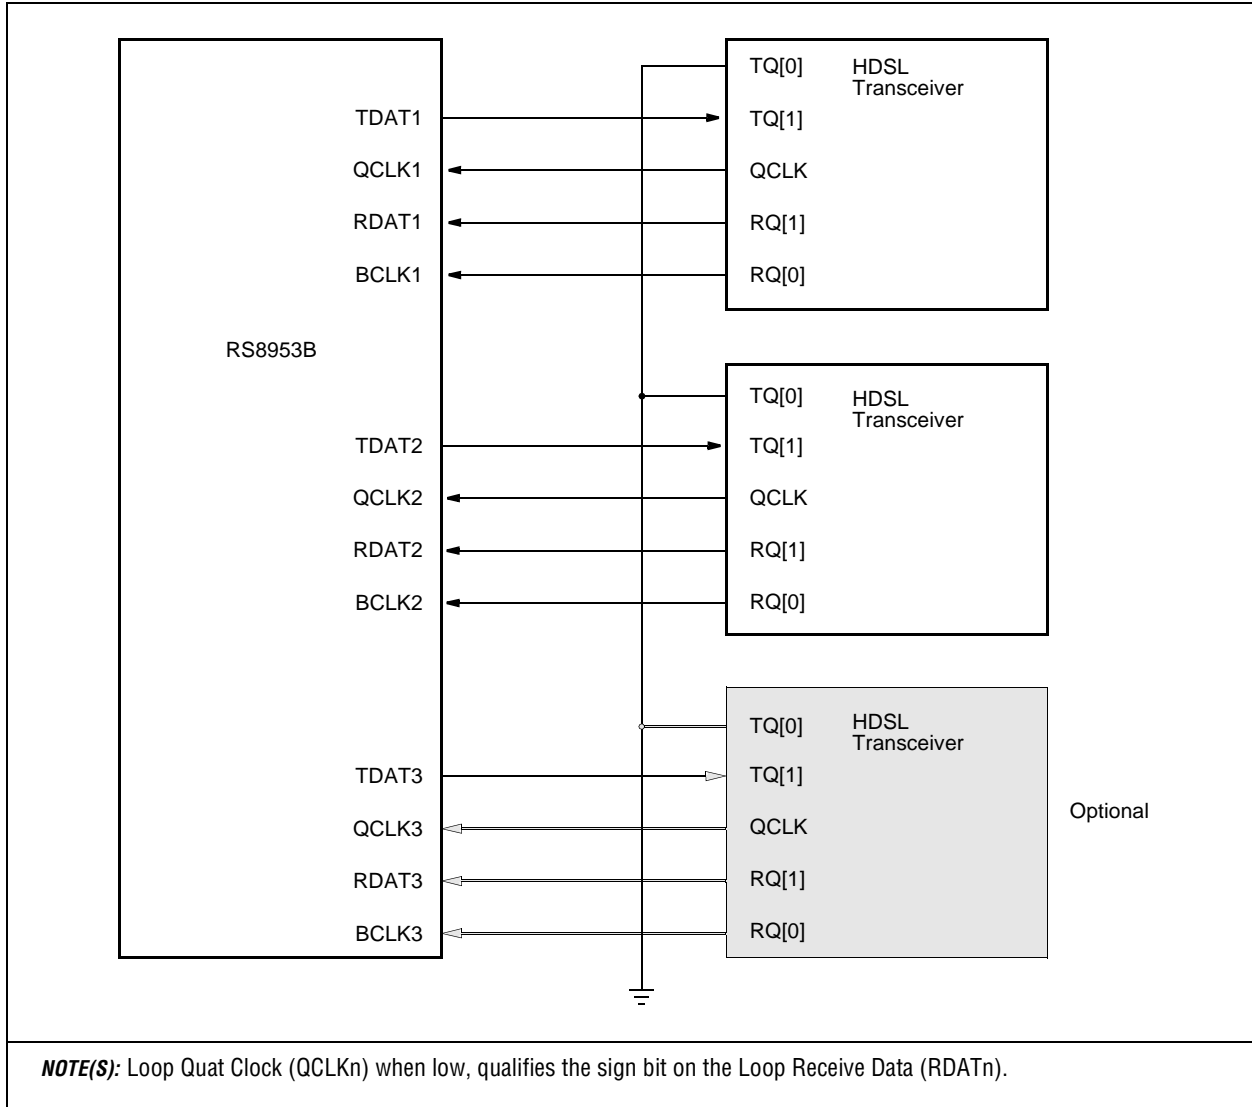 TQ[0]
HDSL
Transceiver
TDAT1
TQ[1]
QCLK1
QCLK
RDAT1
RQ[1]
BCLK1
RQ[0]
RS8953B
TQ[0]
HDSL
Transceiver
TDAT2
TQ[1]
QCLK2
QCLK
RDAT2
RQ[1]
BCLK2
RQ[0]
TQ[0]
HDSL
Transceiver
TDAT3
TQ[1]
Optional
QCLK3
QCLK
RDAT3
RQ[1]
BCLK3
RQ[0]
NOTE(S): Loop Quat Clock (QCLKn) when low, qualifies the sign bit on the Loop Receive Data (RDATn).